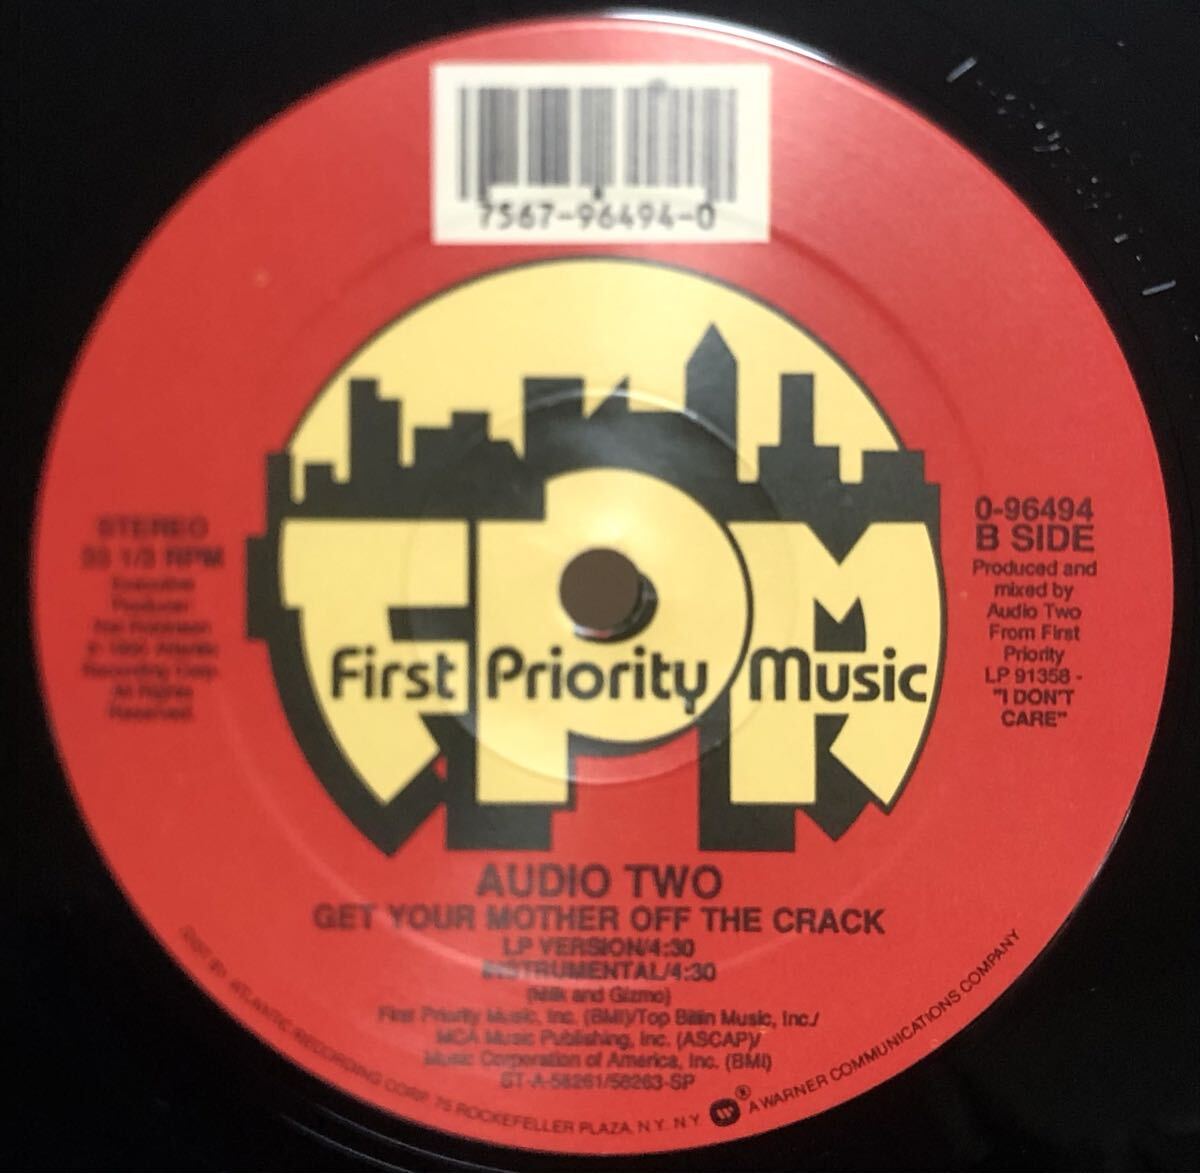 7567-96494-0
First Priority Music
STEREO
33 1/3 RPM
Executive
Producer
Nat Robinson
Atlantic
Recording Corp.
All Rights
Reserved.
0-96494
B SIDE
Produced and
mixed by
Audio Two
From First
Priority
LP 91358 -
"I DON'T
CARE"
AUDIO TWO
GET YOUR MOTHER OFF THE CRACK
LP VERSION/4:30
INSTRUMENTAL/4:30
(Milk and Gizmo)
First Priority Music, Inc. (BMI)/Top Billin Music, Inc./
MCA Music Publishing, Inc. (ASCAP)/
Music Corporation of America, Inc. (BMI)
ST-A-58261/58263-SP
ATLANTIC RECORDING CORP. 75 ROCKEFELLER PLAZA, N.Y. N.Y. ® A WARNER COMMUNICATIONS COMPANY